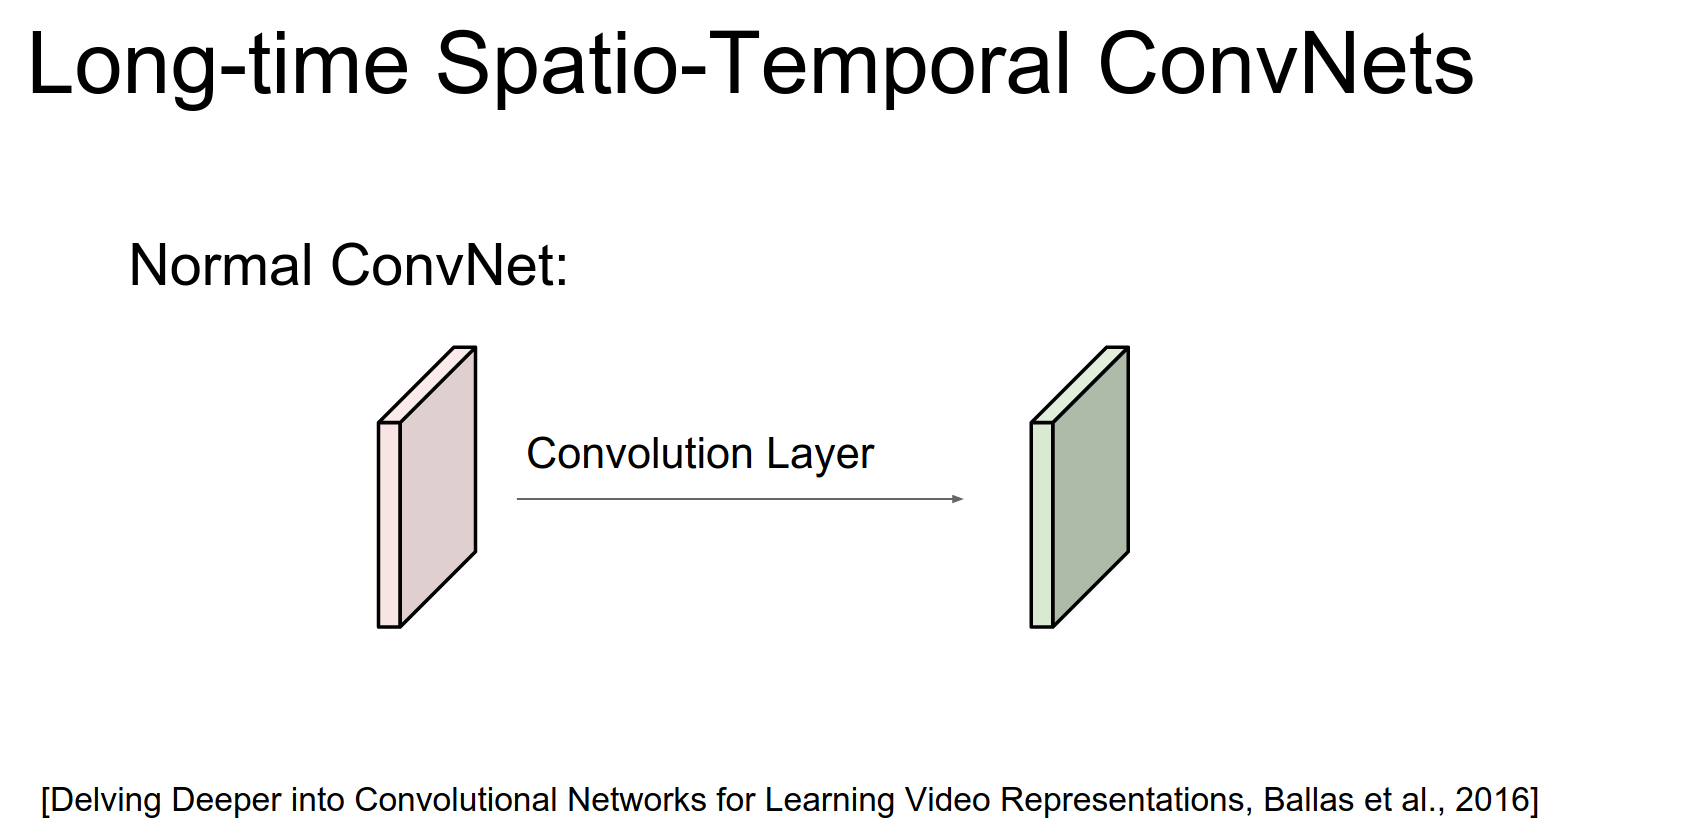 Long-time Spatio-Temporal ConvNets
Normal ConvNet:
Convolution Layer
[Delving Deeper into Convolutional Networks for Learning Video Representations, Ballas et al., 2016]